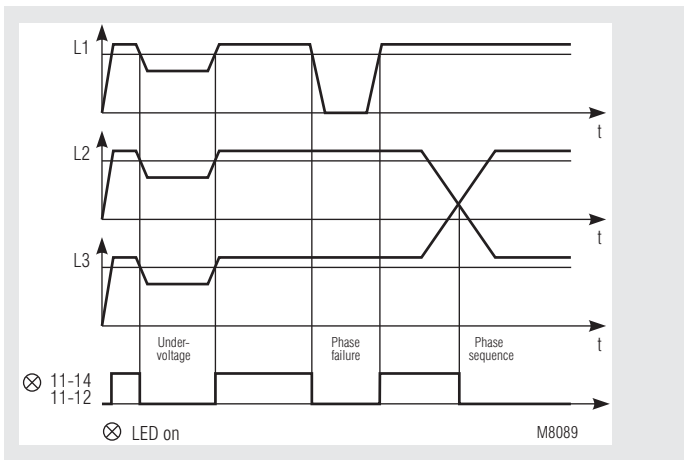 L1
t
L2
t
L3
t
Under-
voltage
Phase
failure
Phase
sequence
11-14
11-12
LED on
M8089